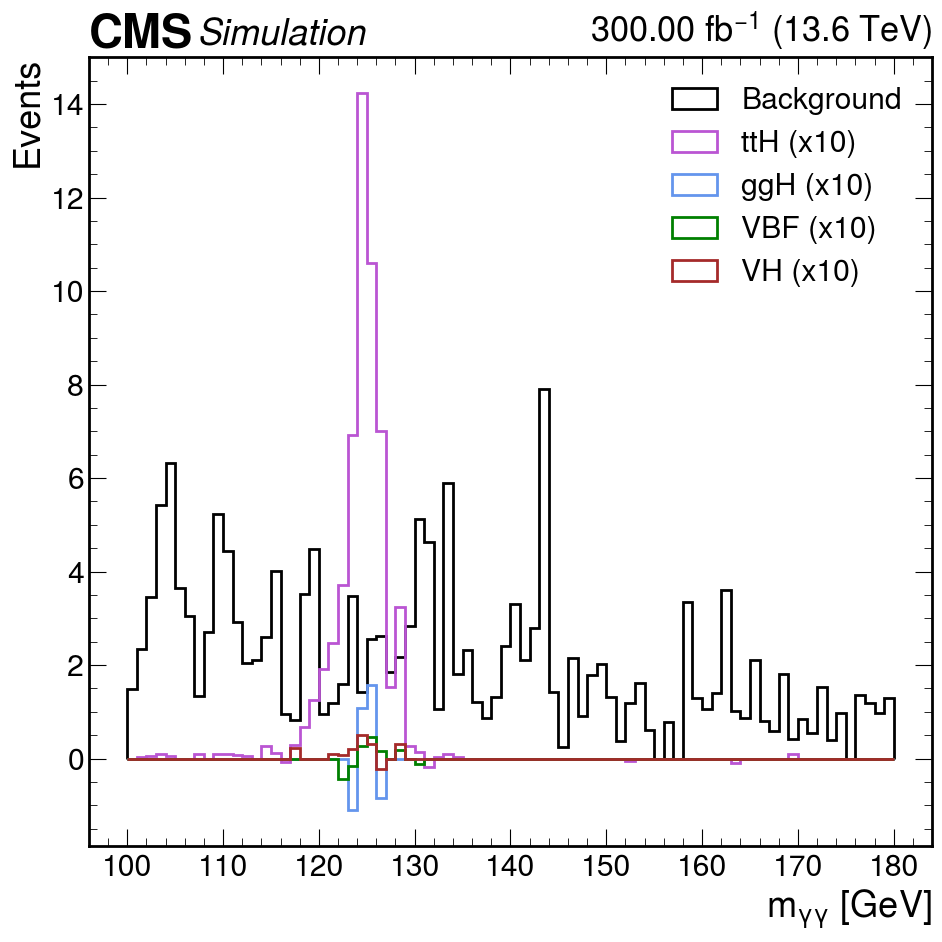 CMS Simulation 300.00 fb⁻¹ (13.6 TeV)
Events
14
12
10
8
6
4
2
0
Background
ttH (x10)
ggH (x10)
VBF (x10)
VH (x10)
100 110 120 130 140 150 160 170 180
mγγ [GeV]